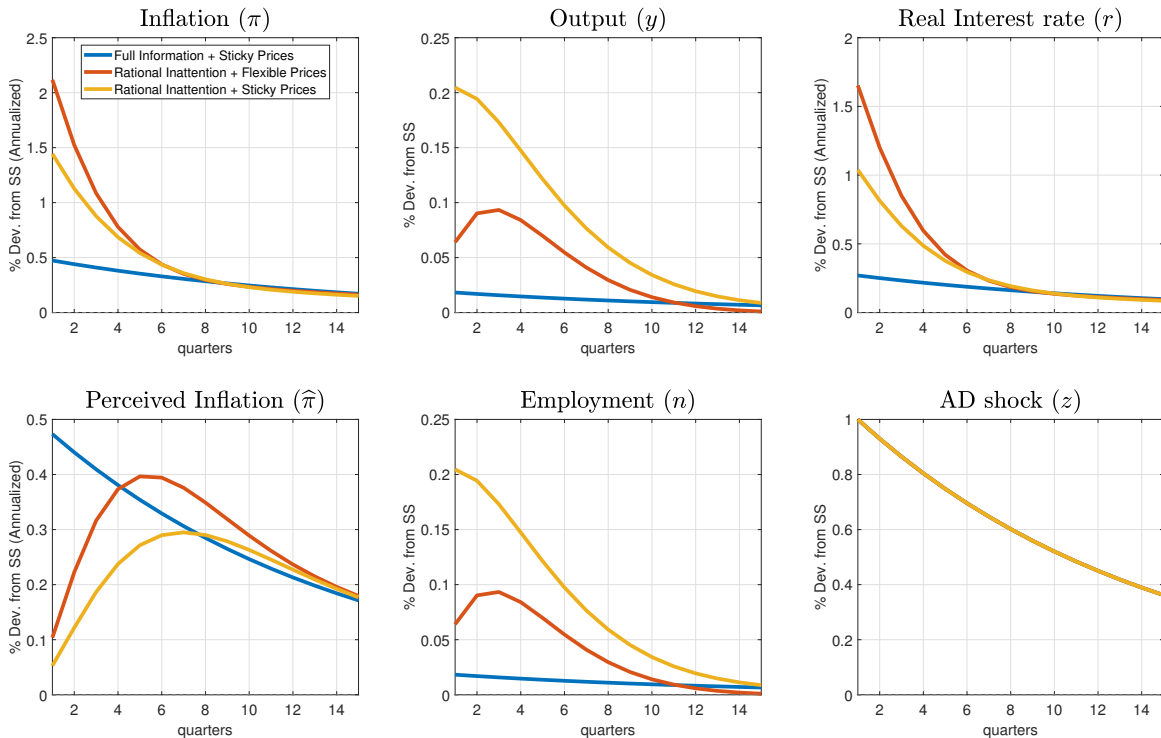 Inflation (π)
% Dev. from SS (Annualized)
2.5
2
1.5
1
0.5
0
Full Information + Sticky Prices
Rational Inattention + Flexible Prices
Rational Inattention + Sticky Prices
2 4 6 8 10 12 14
quarters
Output (y)
% Dev. from SS
0.25
0.2
0.15
0.1
0.05
0
2 4 6 8 10 12 14
quarters
Real Interest rate (r)
% Dev. from SS (Annualized)
2
1.5
1
0.5
0
2 4 6 8 10 12 14
quarters
Perceived Inflation (π̂)
% Dev. from SS (Annualized)
0.5
0.4
0.3
0.2
0.1
0
2 4 6 8 10 12 14
quarters
Employment (n)
% Dev. from SS
0.25
0.2
0.15
0.1
0.05
0
2 4 6 8 10 12 14
quarters
AD shock (z)
% Dev. from SS
1
0.8
0.6
0.4
0.2
0
2 4 6 8 10 12 14
quarters